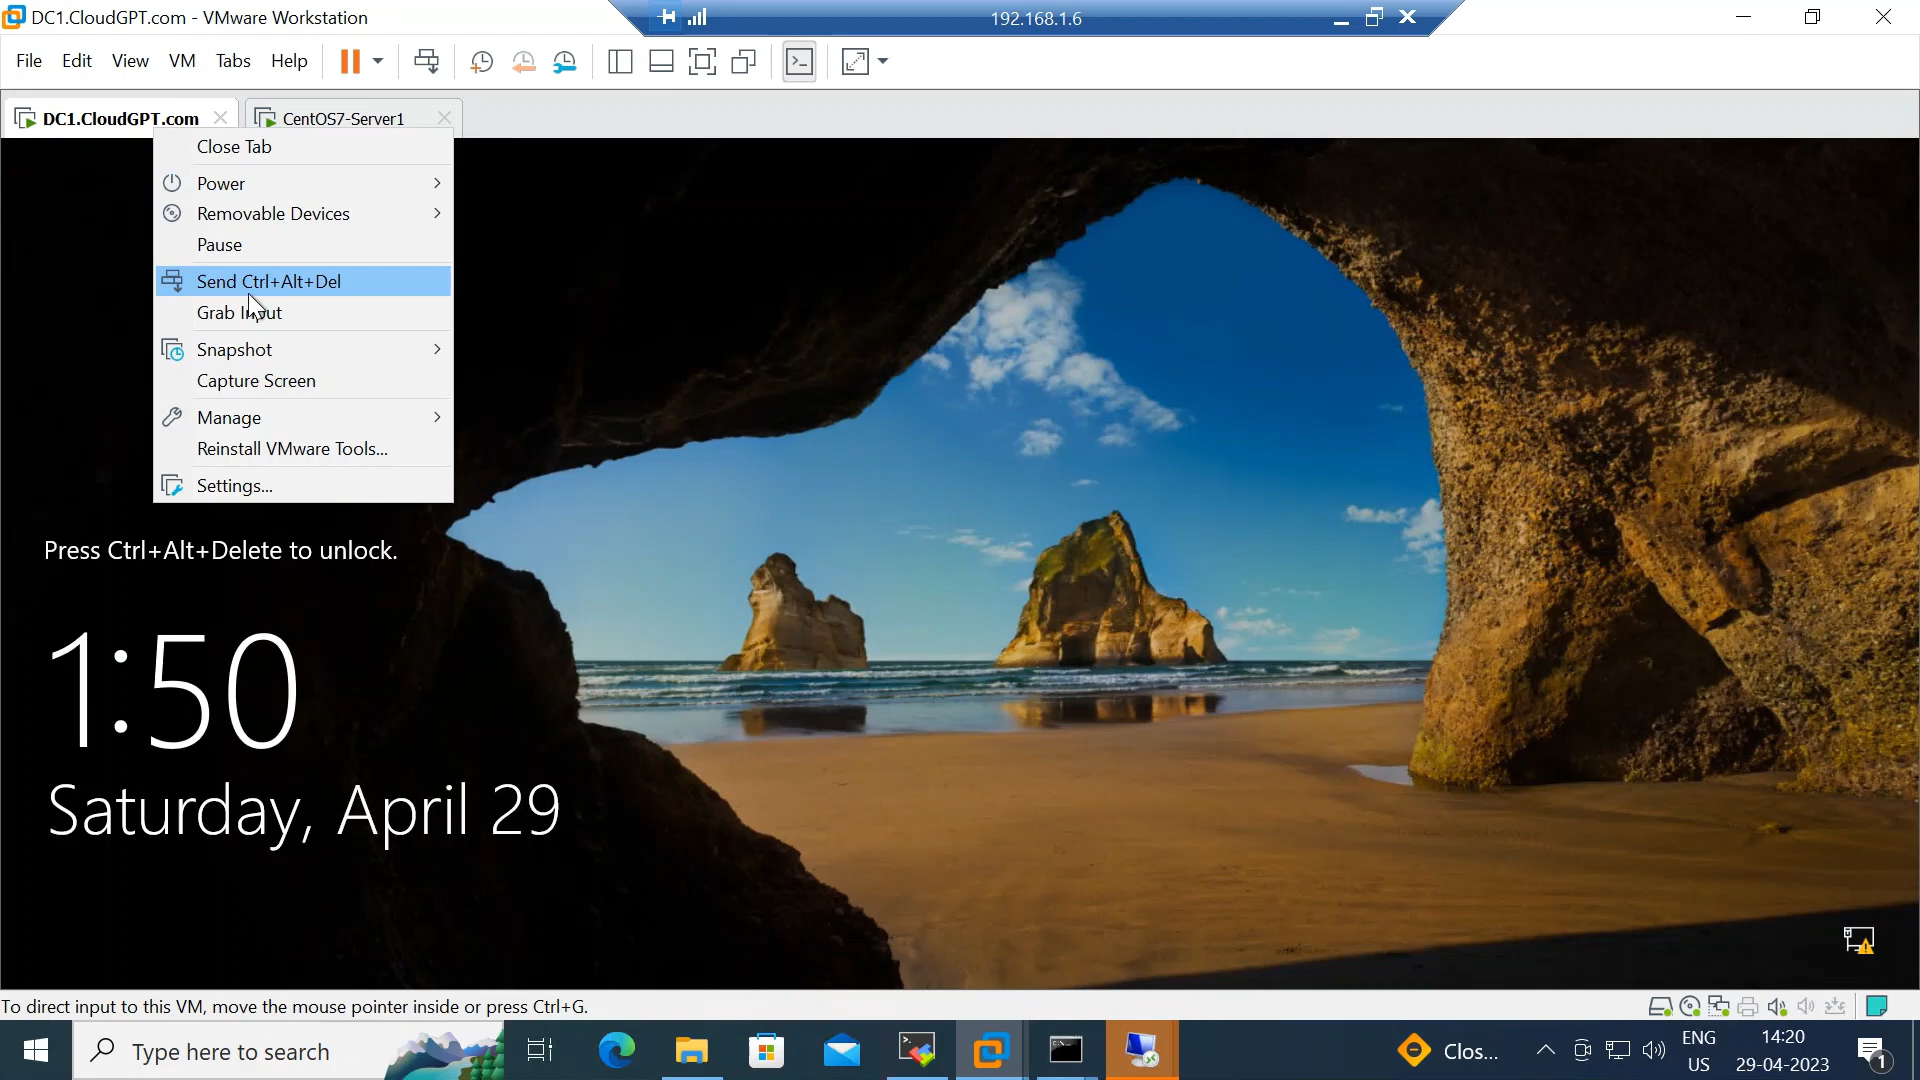 DC1.CloudGPT.com - VMware Workstation
192.168.1.6
File Edit View VM Tabs Help
DC1.CloudGPT.com
CentOS7-Server1
Close Tab
Power
Removable Devices
Pause
Send Ctrl+Alt+Del
Grab Input
Snapshot
Capture Screen
Manage
Reinstall VMware Tools...
Settings...
Press Ctrl+Alt+Delete to unlock.
1:50
Saturday, April 29
To direct input to this VM, move the mouse pointer inside or press Ctrl+G.
Type here to search
Clos...
ENG
US
14:20
29-04-2023
1